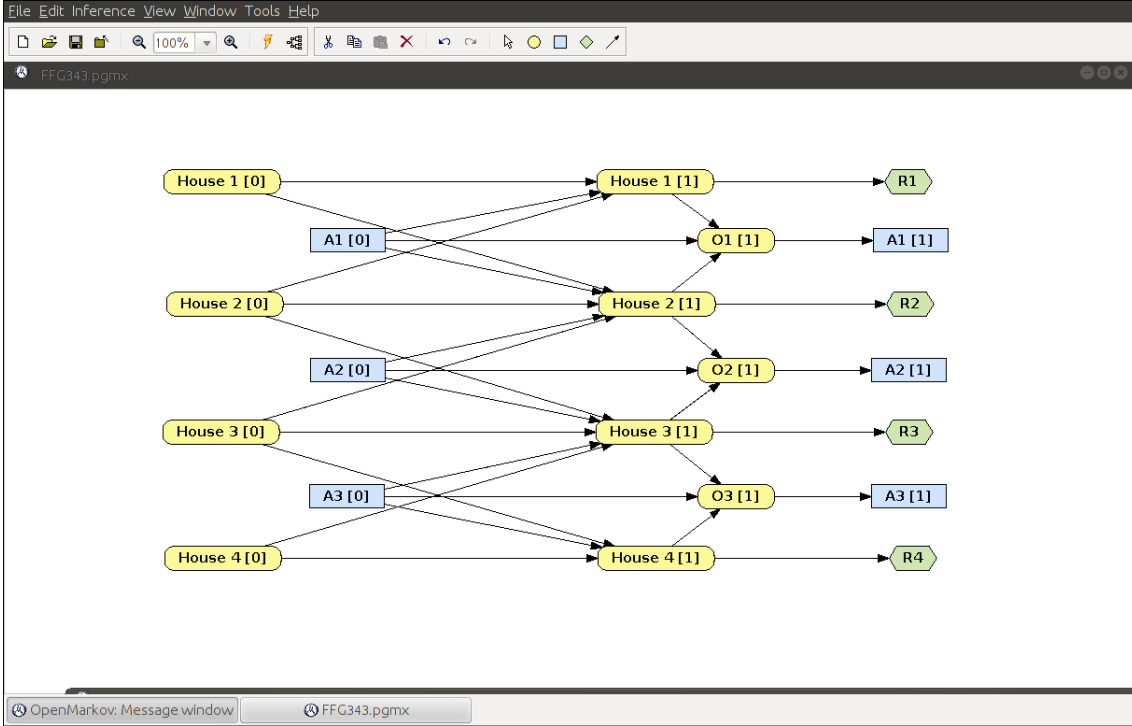 File Edit Inference View Window Tools Help
100%
FFG343.pgmx
House 1 [0] House 1 [1] R1
A1 [0] O1 [1] A1 [1]
House 2 [0] House 2 [1] R2
A2 [0] O2 [1] A2 [1]
House 3 [0] House 3 [1] R3
A3 [0] O3 [1] A3 [1]
House 4 [0] House 4 [1] R4
OpenMarkov: Message window FFG343.pgmx